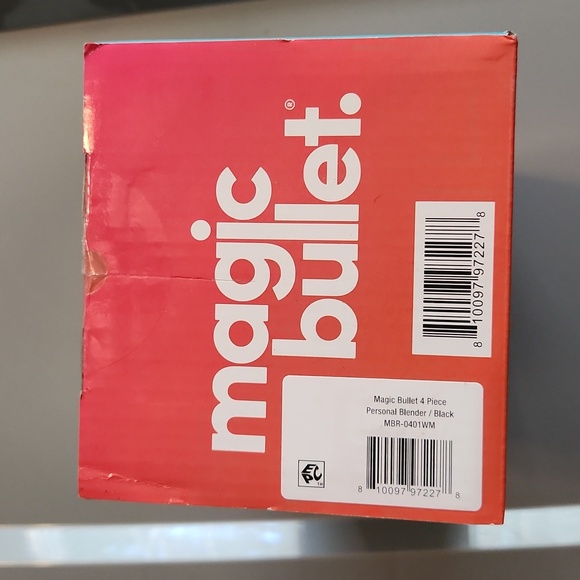 magic
bullet.®
8 10097 97227 8
Magic Bullet 4 Piece
Personal Blender / Black
MBR-0401WM
EPC™
8 10097 97227 8